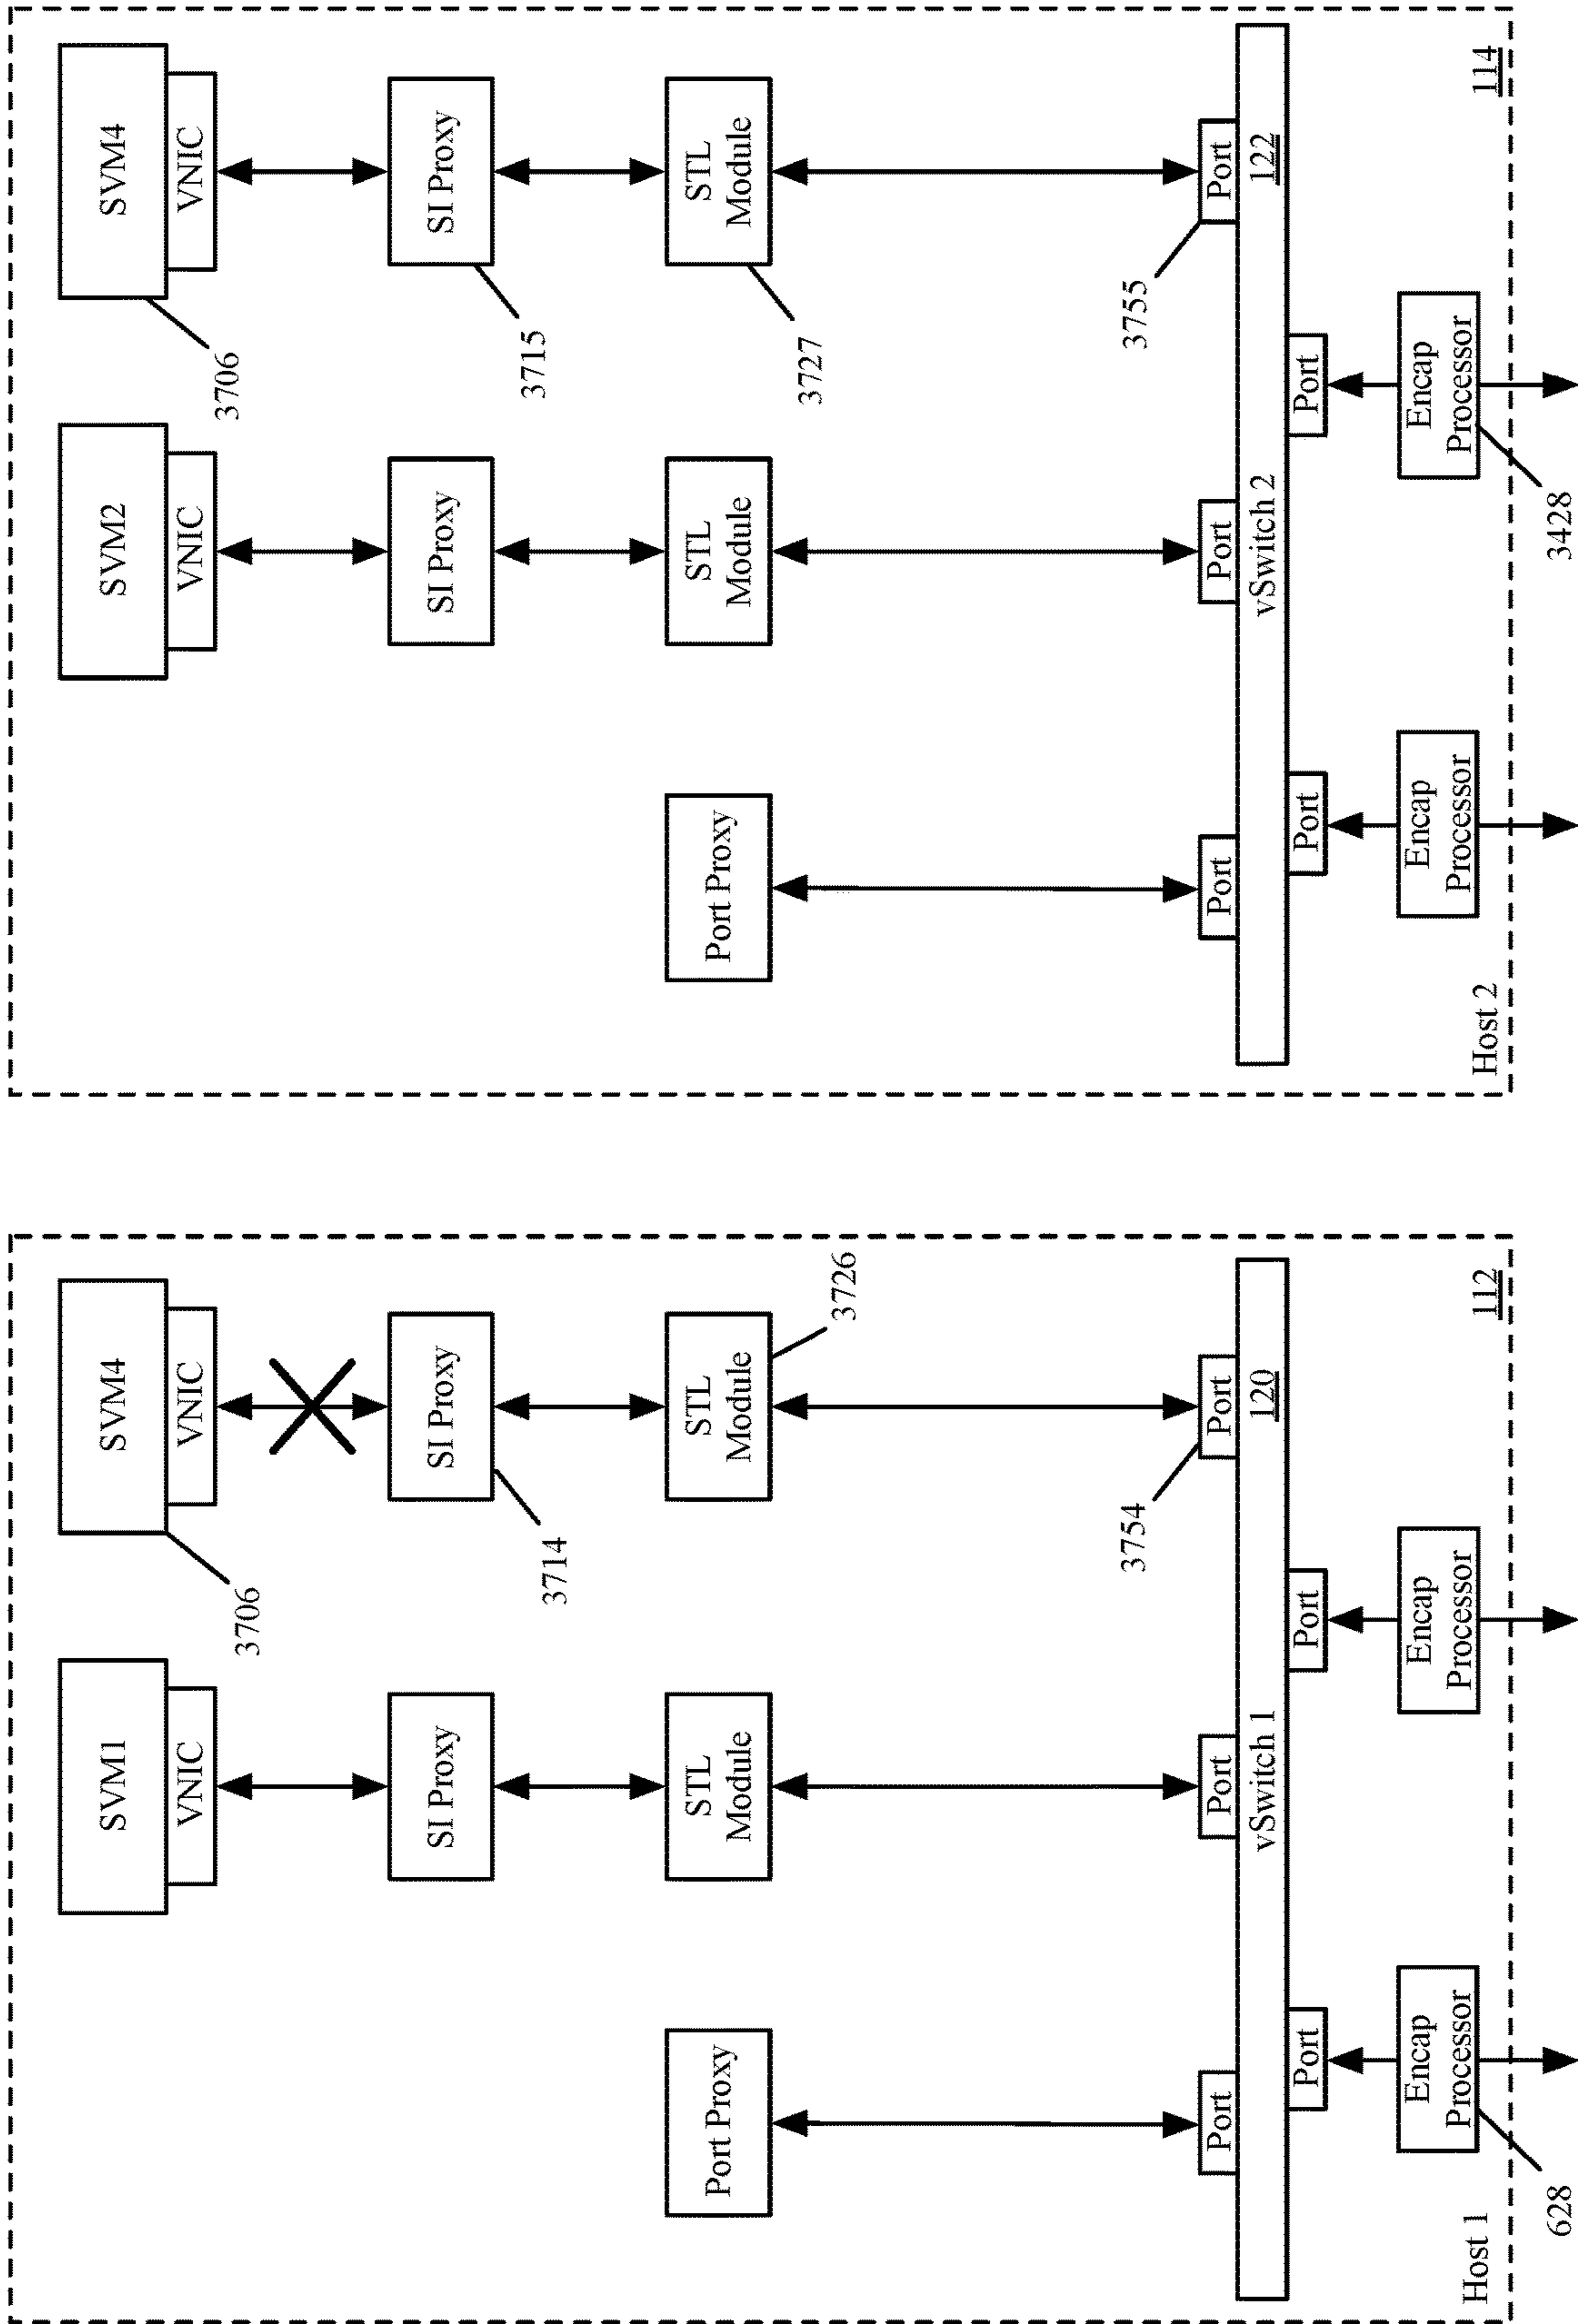 SVM1
VNIC
SVM4
VNIC
3706
SI Proxy
SI Proxy
3714
Port Proxy
STL
Module
STL
Module
3726
3754
Port
Port
Port
vSwitch 1
120
Port
Port
Encap
Processor
Encap
Processor
628
Host 1
112
SVM2
VNIC
SVM4
VNIC
3706
SI Proxy
SI Proxy
3715
Port Proxy
STL
Module
STL
Module
3727
3755
Port
Port
Port
vSwitch 2
122
Port
Port
Encap
Processor
Encap
Processor
3428
Host 2
114